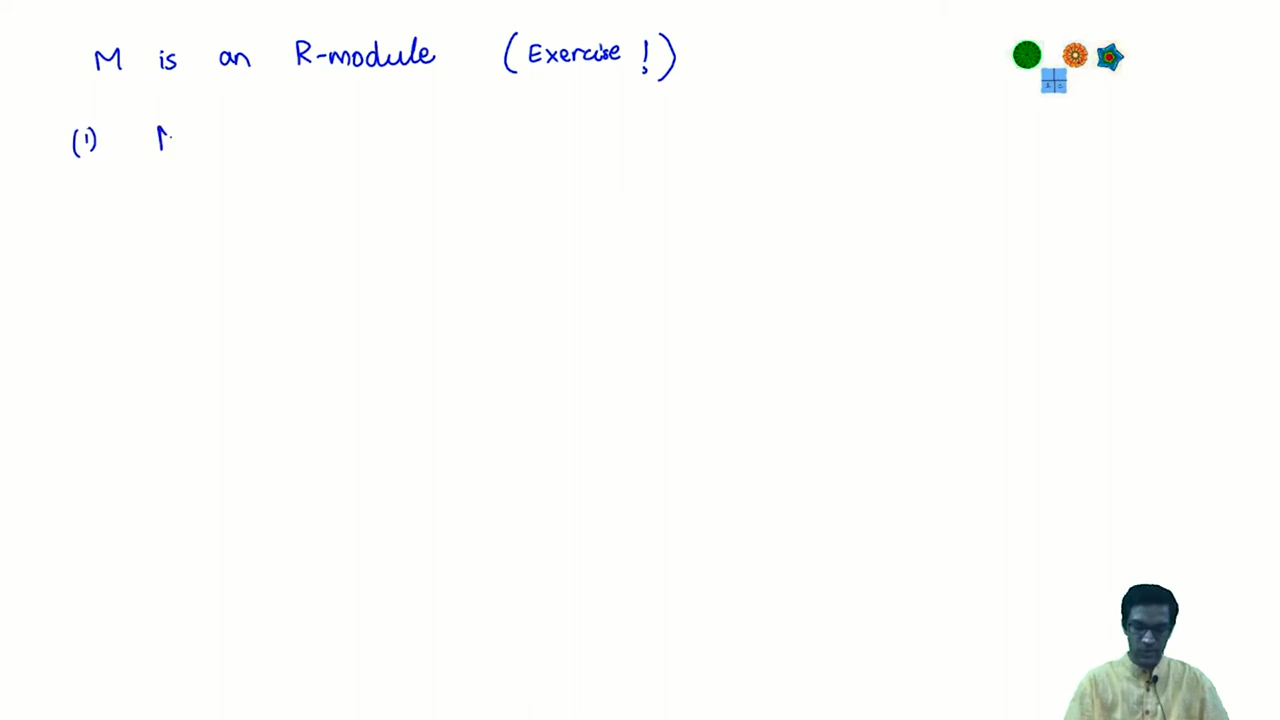 M is an R-module (Exercise !)
(1)